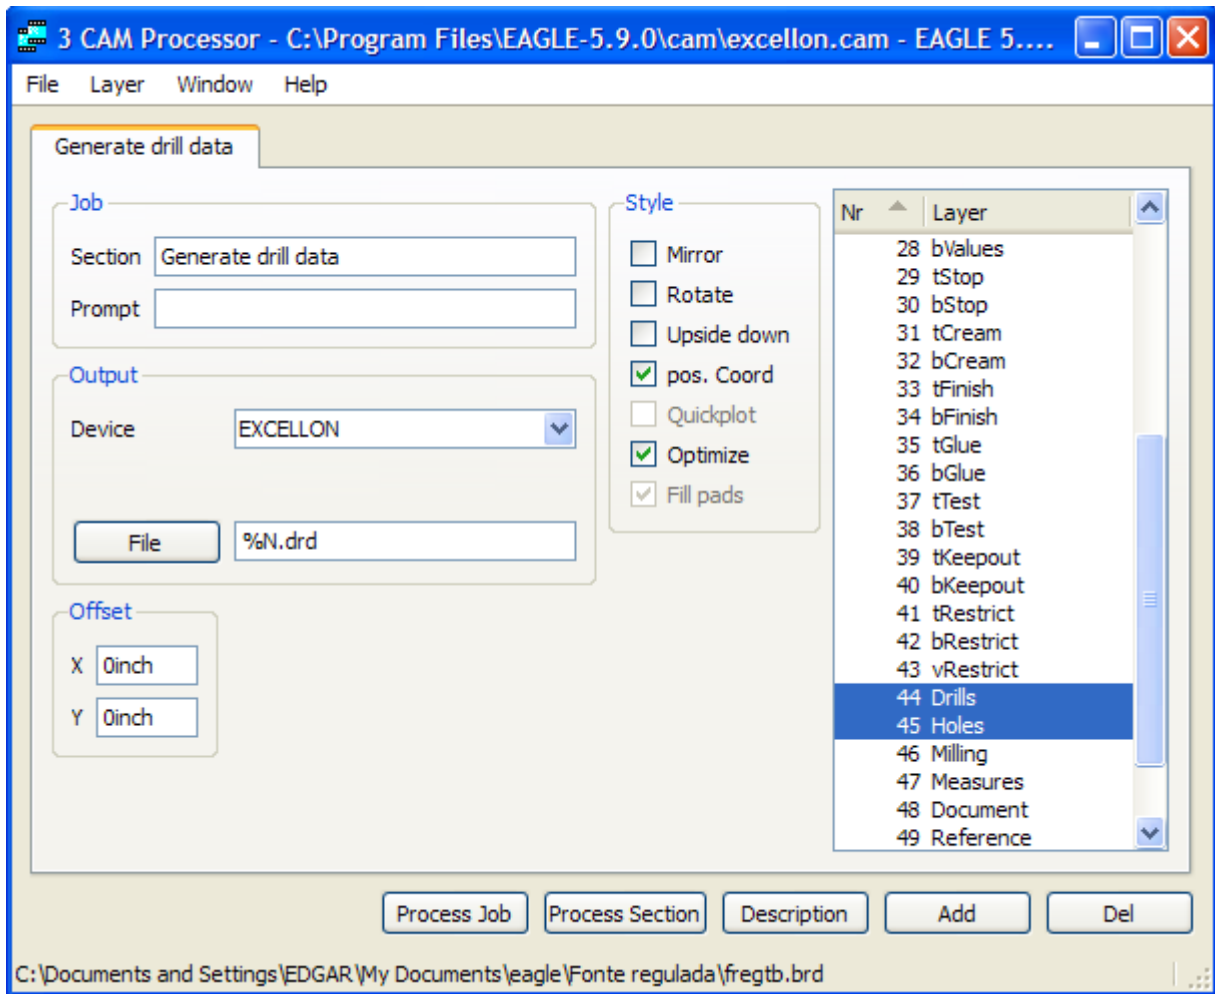 3 CAM Processor - C:\Program Files\EAGLE-5.9.0\cam\excellon.cam - EAGLE 5....
File Layer Window Help
Generate drill data
Job
Section Generate drill data
Prompt
Output
Device EXCELLON
File %N.drd
Offset
X 0inch
Y 0inch
Style
Mirror
Rotate
Upside down
pos. Coord
Quickplot
Optimize
Fill pads
Nr Layer
28 bValues
29 tStop
30 bStop
31 tCream
32 bCream
33 tFinish
34 bFinish
35 tGlue
36 bGlue
37 tTest
38 bTest
39 tKeepout
40 bKeepout
41 tRestrict
42 bRestrict
43 vRestrict
44 Drills
45 Holes
46 Milling
47 Measures
48 Document
49 Reference
Process Job Process Section Description Add Del
C:\Documents and Settings\EDGAR\My Documents\eagle\Fonte regulada\fregtb.brd